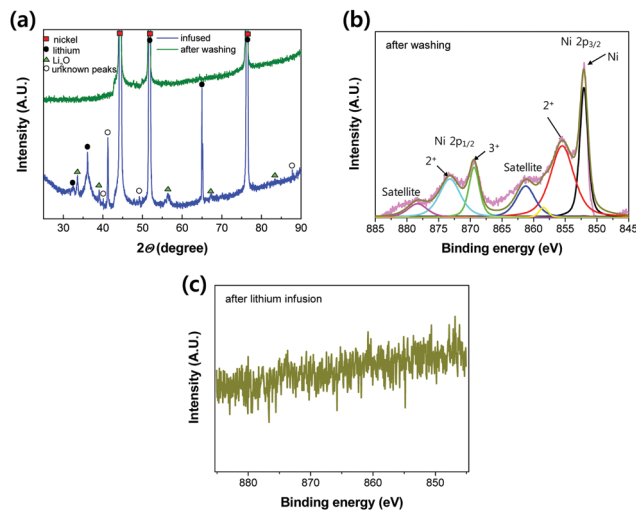 (a)
nickel
lithium
Li2O
unknown peaks
infused
after washing
Intensity (A.U.)
30 40 50 60 70 80 90
2Θ (degree)
(b)
after washing
Ni 2p3/2
Ni
2+
Ni 2p1/2
2+
3+
Satellite
Satellite
Intensity (A.U.)
885 880 875 870 865 860 855 850 845
Binding energy (eV)
(c)
after lithium infusion
Intensity (A.U.)
880 870 860 850
Binding energy (eV)